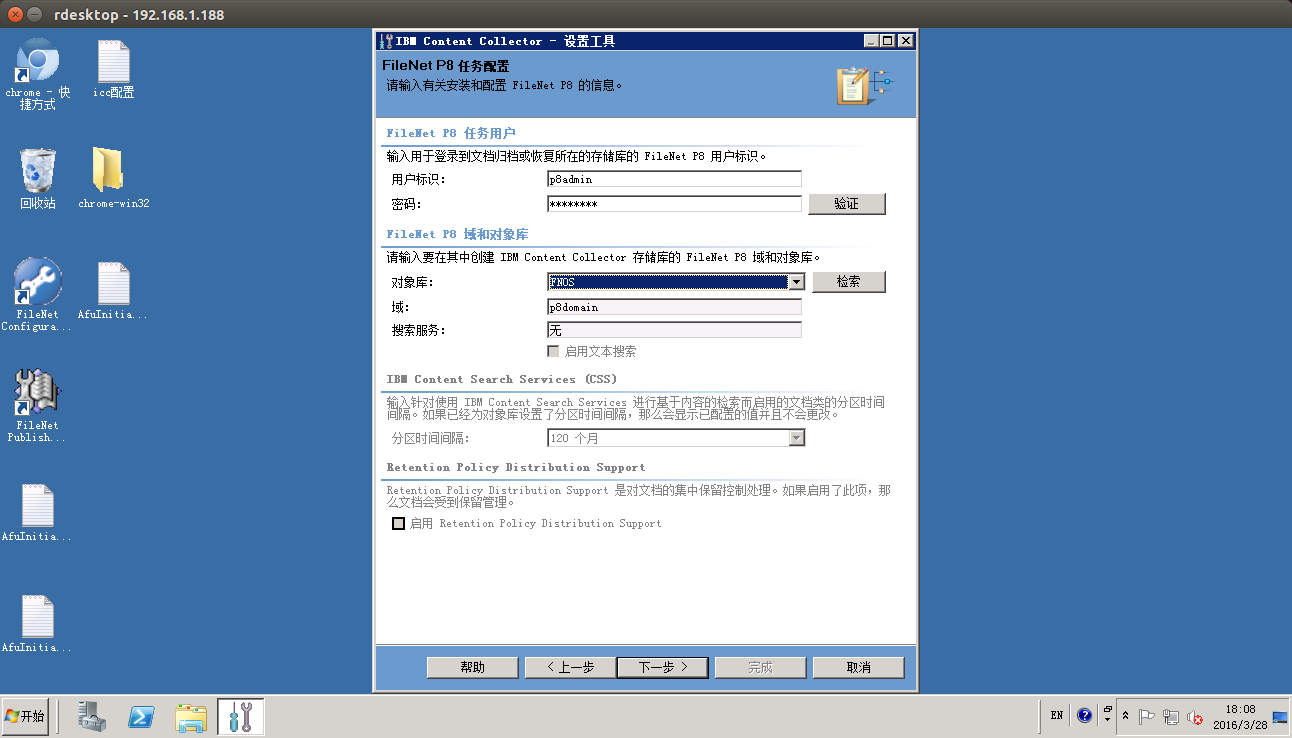 rdesktop - 192.168.1.188
chrome - 快
捷方式
icc配置
回收站
chrome-win32
FileNet
Configura...
AfuInitia...
FileNet
Publish...
AfuInitia...
AfuInitia...
IBM Content Collector - 设置工具
FileNet P8 任务配置
请输入有关安装和配置 FileNet P8 的信息。
FileNet P8 任务用户
输入用于登录到文档归档或恢复所在的存储库的 FileNet P8 用户标识。
用户标识: p8admin
密码: ******** 验证
FileNet P8 域和对象库
请输入要在其中创建 IBM Content Collector 存储库的 FileNet P8 域和对象库。
对象库: FNOS 检索
域: p8domain
搜索服务: 无
启用文本搜索
IBM Content Search Services (CSS)
输入针对使用 IBM Content Search Services 进行基于内容的检索而启用的文档类的分区时间
间隔。如果已经为对象库设置了分区时间间隔，那么会显示已配置的值并且不会更改。
分区时间间隔: 120 个月
Retention Policy Distribution Support
Retention Policy Distribution Support 是对文档的集中保留控制处理。如果启用了此项，那
么文档会受到保留管理。
启用 Retention Policy Distribution Support
帮助 < 上一步 下一步 > 完成 取消
开始 EN 18:08
2016/3/28